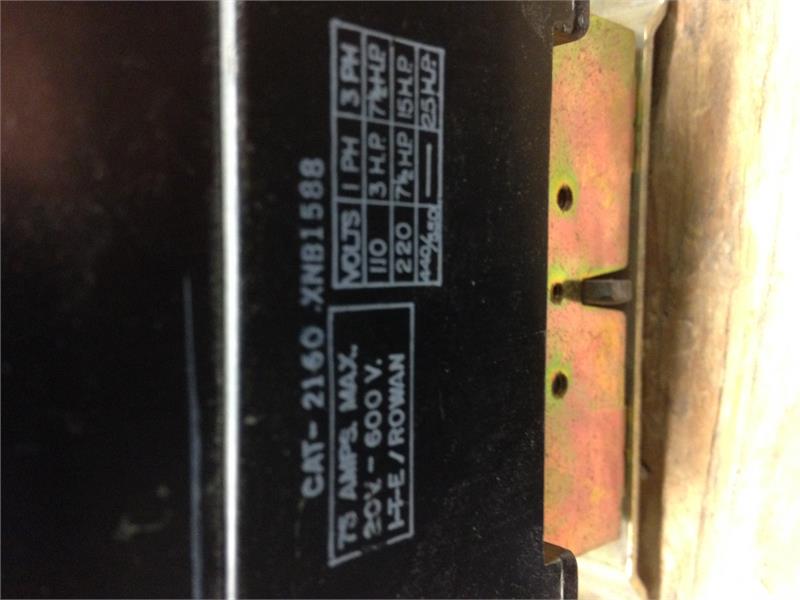 CAT-2160 XNB1588
75 AMPS. MAX.
20V.-600 V.
I-T-E/ROWAN
VOLTS 1 PH 3 PH
110 3 H.P. 7½ H.P.
220 7½ H.P 15 H.P.
440/550 — 25 H.P.